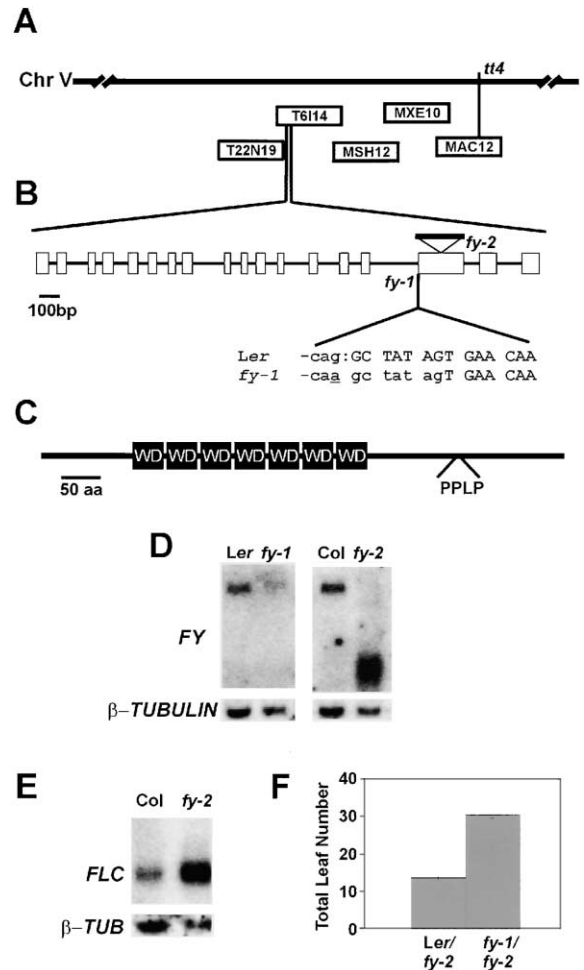 A
Chr V
tt4
T6I14
MXE10
T22N19
MSH12
MAC12
B
fy-2
fy-1
100bp
Ler -cag:GC TAT AGT GAA CAA
fy-1 -caa gc tat agT GAA CAA
C
WD WD WD WD WD WD WD
50 aa
PPLP
D
Ler fy-1 Col fy-2
FY
β-TUBULIN
E
Col fy-2
FLC
β-TUB
F
Total Leaf Number
40
30
20
10
0
Ler/ fy-1/
fy-2 fy-2